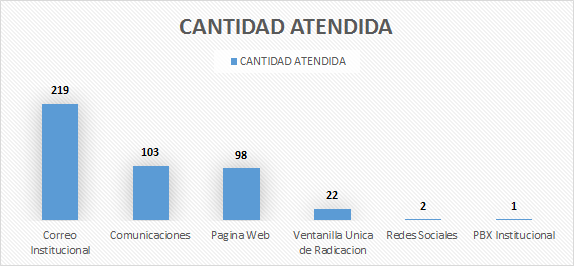 CANTIDAD ATENDIDA
CANTIDAD ATENDIDA
219
103
98
22
2
1
Correo
Institucional
Comunicaciones
Pagina Web
Ventanilla Unica
de Radicacion
Redes Sociales
PBX Institucional